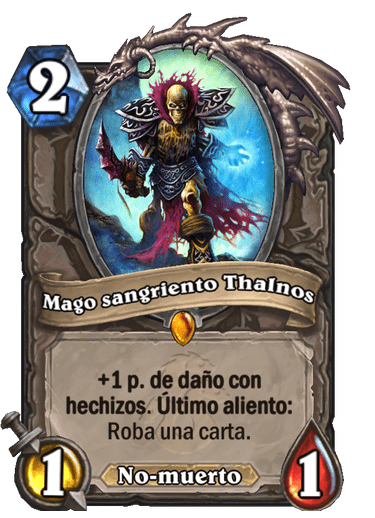 2
Mago sangriento Thalnos
+1 p. de daño con
hechizos. Último aliento:
Roba una carta.
1
No-muerto
1